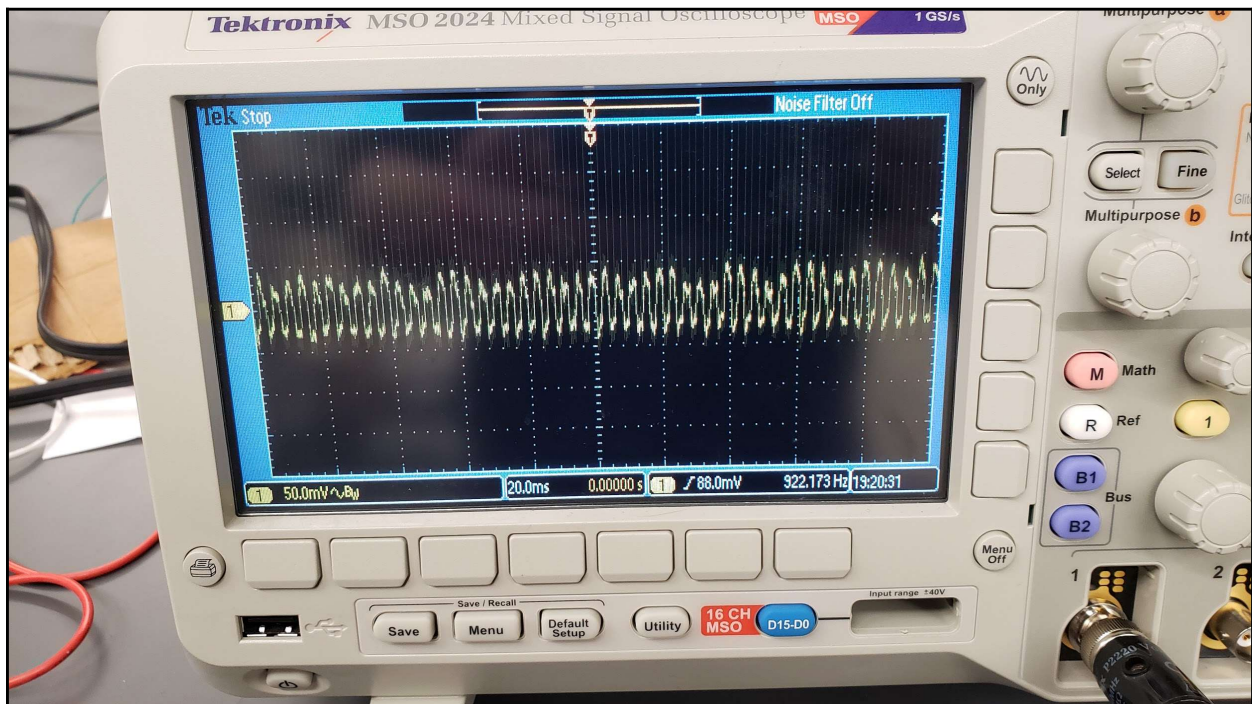 Tektronix MSO 2024 Mixed Signal Oscilloscope MSO 1 GS/s
Multipurpose a
Only
Tek Stop
Noise Filter Off
T
T
Select
Fine
Multipurpose b
1
M Math
R Ref
1
B1
B2
Bus
1 50.0mV
20.0ms 0.00000 s
1 88.0mV
922.173 Hz 19:20:31
Menu Off
1
2
Save / Recall
Save
Menu
Default Setup
Utility
16 CH MSO
D15-D0
Input range ±40V
P2220